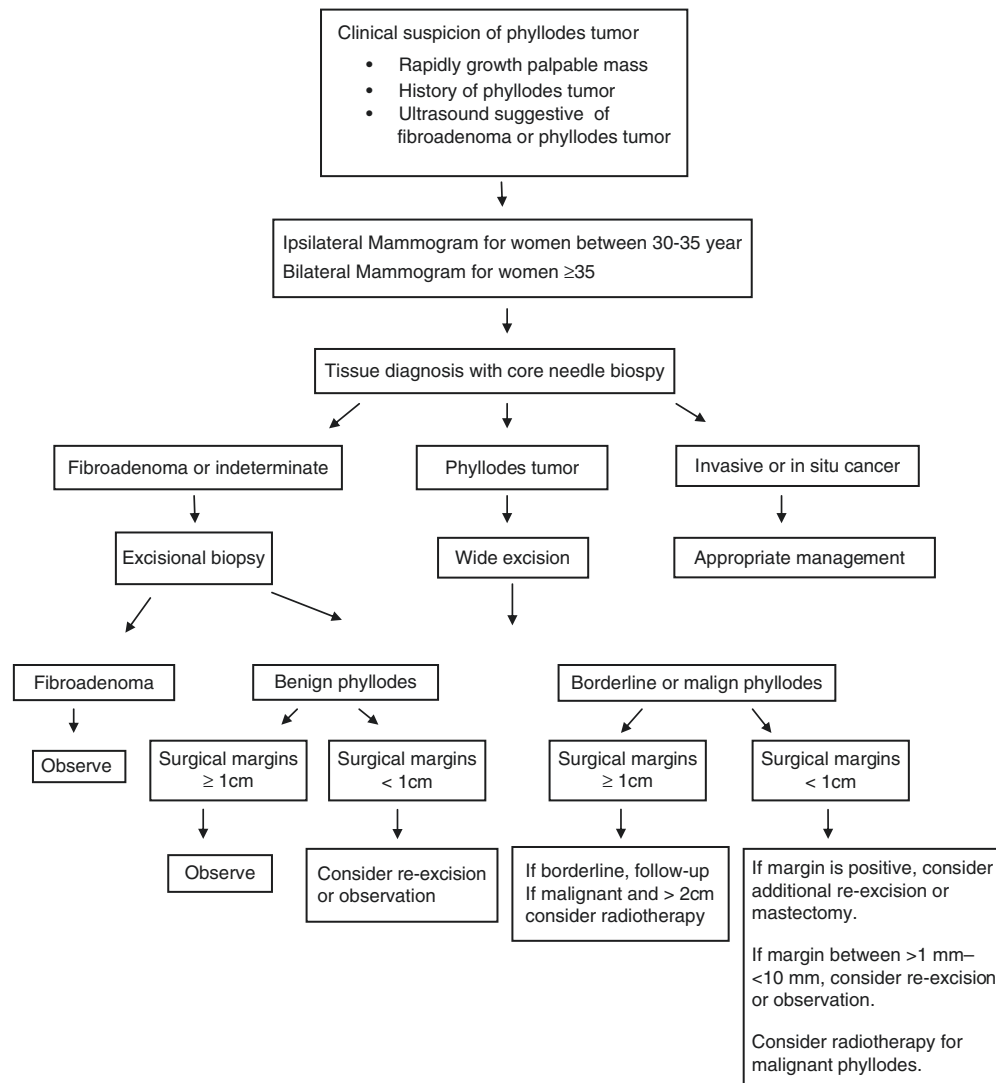 Clinical suspicion of phyllodes tumor
• Rapidly growth palpable mass
• History of phyllodes tumor
• Ultrasound suggestive of
fibroadenoma or phyllodes tumor
Ipsilateral Mammogram for women between 30-35 year
Bilateral Mammogram for women ≥35
Tissue diagnosis with core needle biospy
Fibroadenoma or indeterminate
Phyllodes tumor
Invasive or in situ cancer
Excisional biopsy
Wide excision
Appropriate management
Fibroadenoma
Benign phyllodes
Borderline or malign phyllodes
Observe
Surgical margins
≥ 1cm
Surgical margins
< 1cm
Surgical margins
≥ 1cm
Surgical margins
< 1cm
Observe
Consider re-excision
or observation
If borderline, follow-up
If malignant and > 2cm
consider radiotherapy
If margin is positive, consider
additional re-excision or
mastectomy.
If margin between >1 mm–
<10 mm, consider re-excision
or observation.
Consider radiotherapy for
malignant phyllodes.